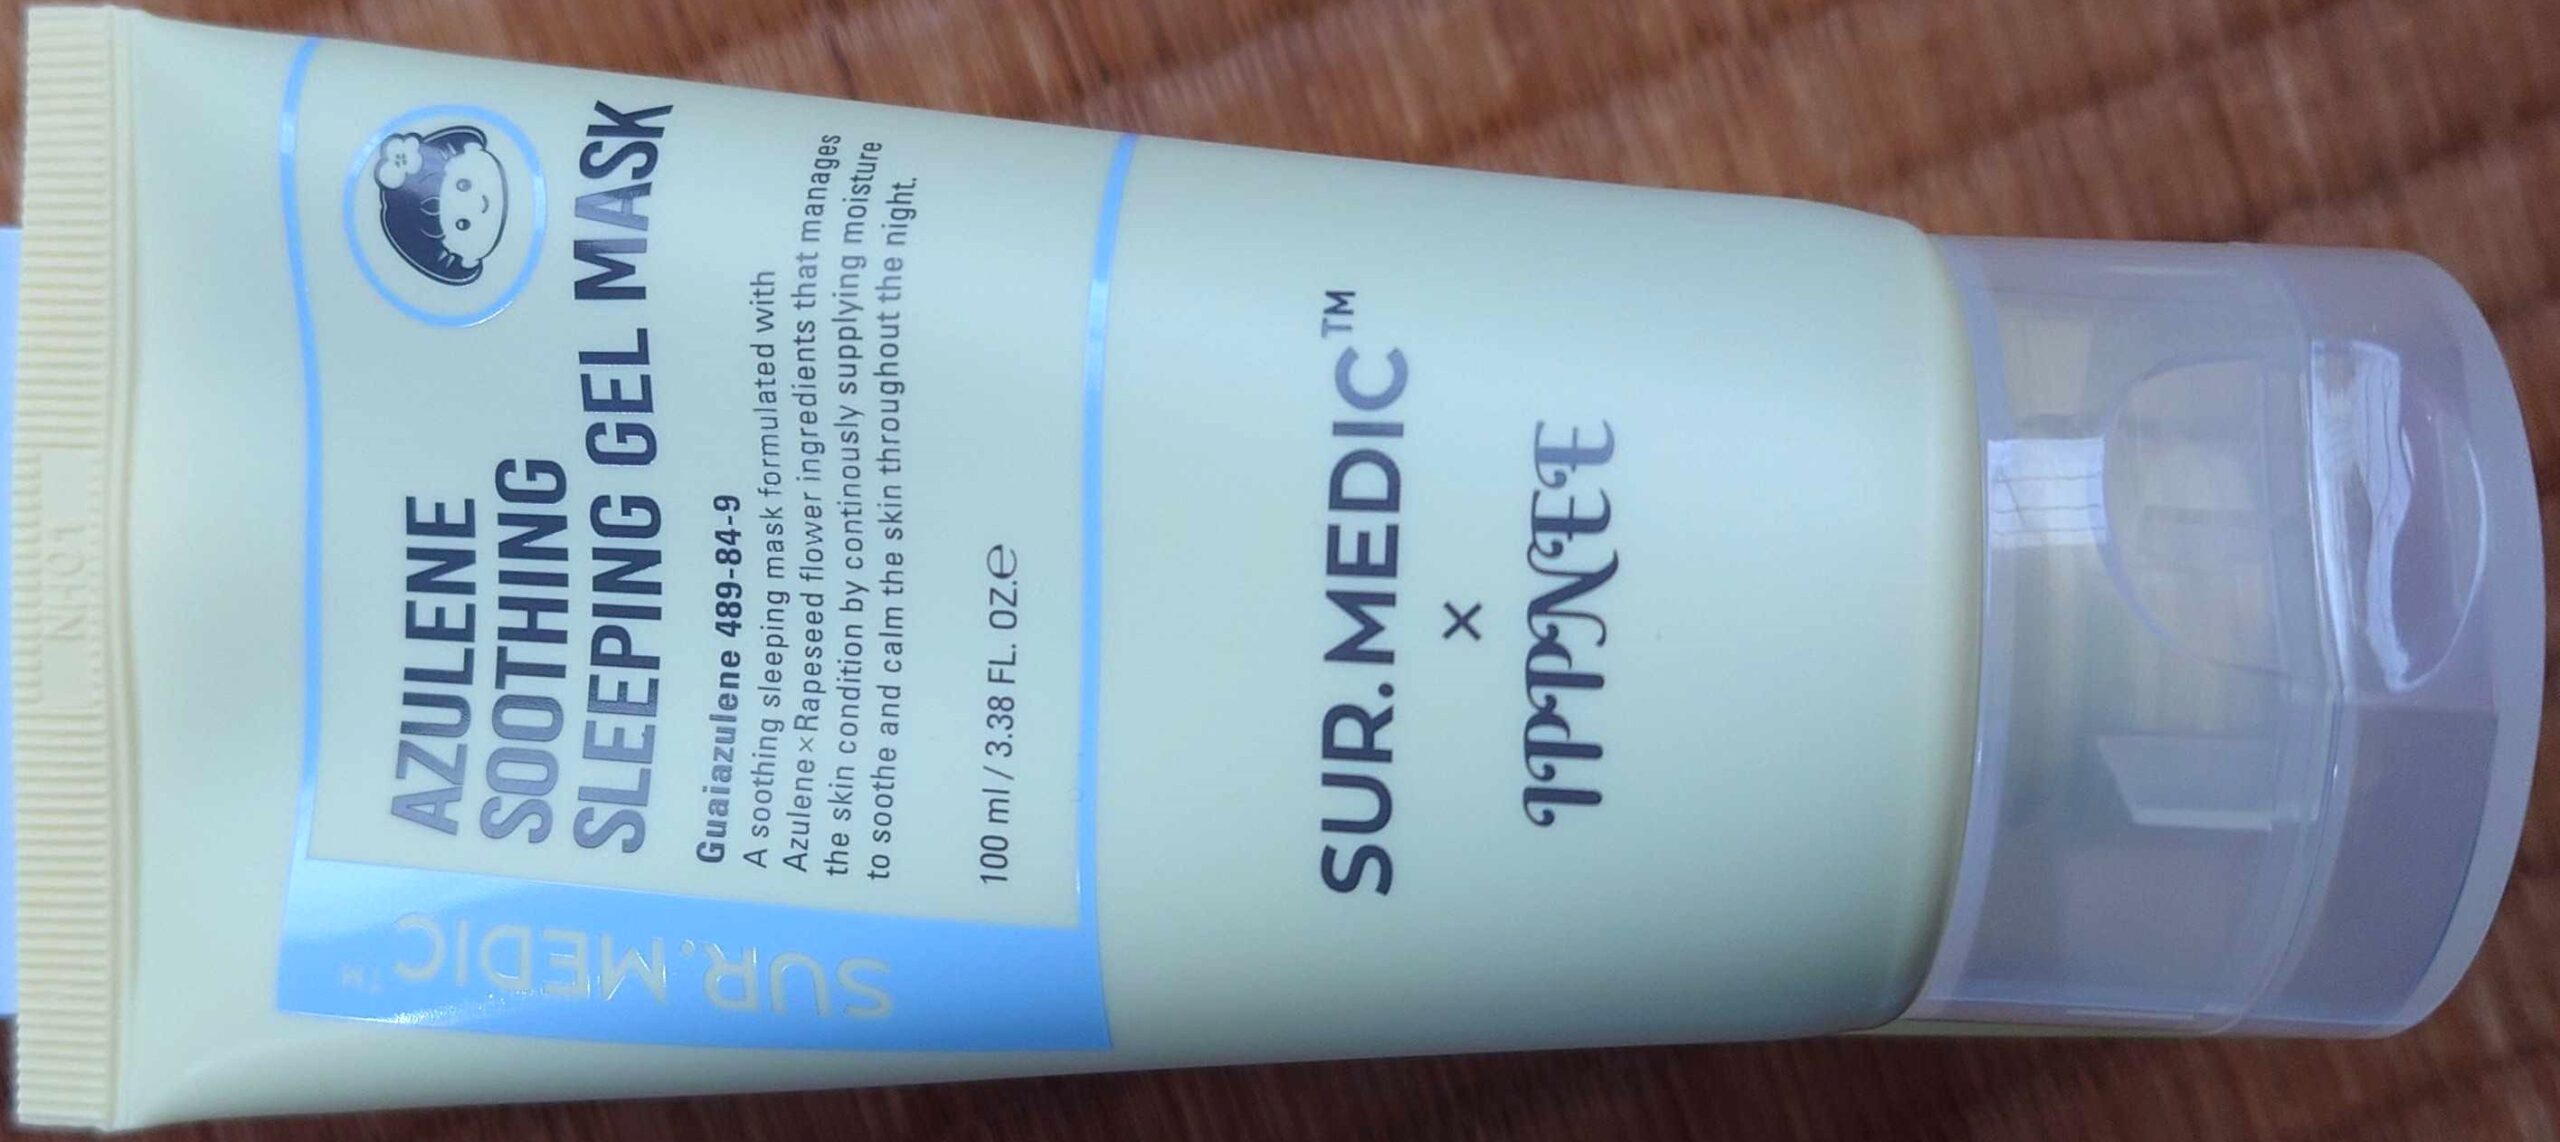 AZULENE
SOOTHING
SLEEPING GEL MASK
Guaiazulene 489-84-9
A soothing sleeping mask formulated with
Azulene×Rapeseed flower ingredients that manages
the skin condition by continously supplying moisture
to soothe and calm the skin throughout the night.
100 ml / 3.38 FL. OZ.℮
SUR.MEDIC™
SUR.MEDIC™
×
IPPNEE